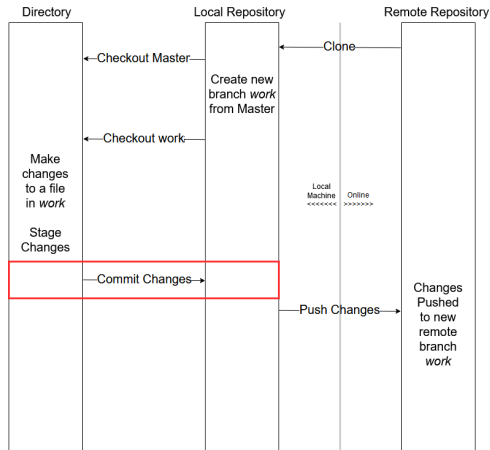 Directory
Local Repository
Remote Repository
Clone
Checkout Master
Create new
branch work
from Master
Checkout work
Make
changes
to a file
in work
Local
Machine
<<<<<<<
Online
>>>>>>>
Stage
Changes
Commit Changes
Push Changes
Changes
Pushed
to new
remote
branch
work